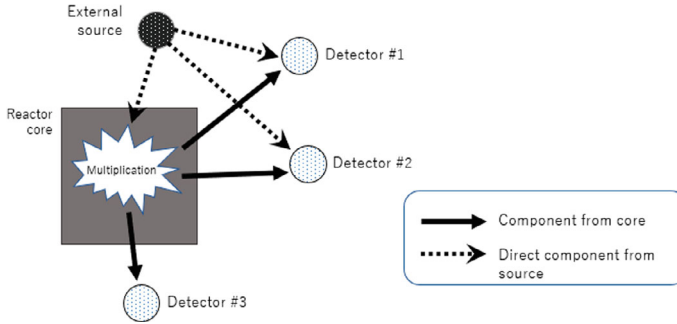 External
source
Detector #1
Reactor
core
Multiplication
Detector #2
Component from core
Direct component from
source
Detector #3